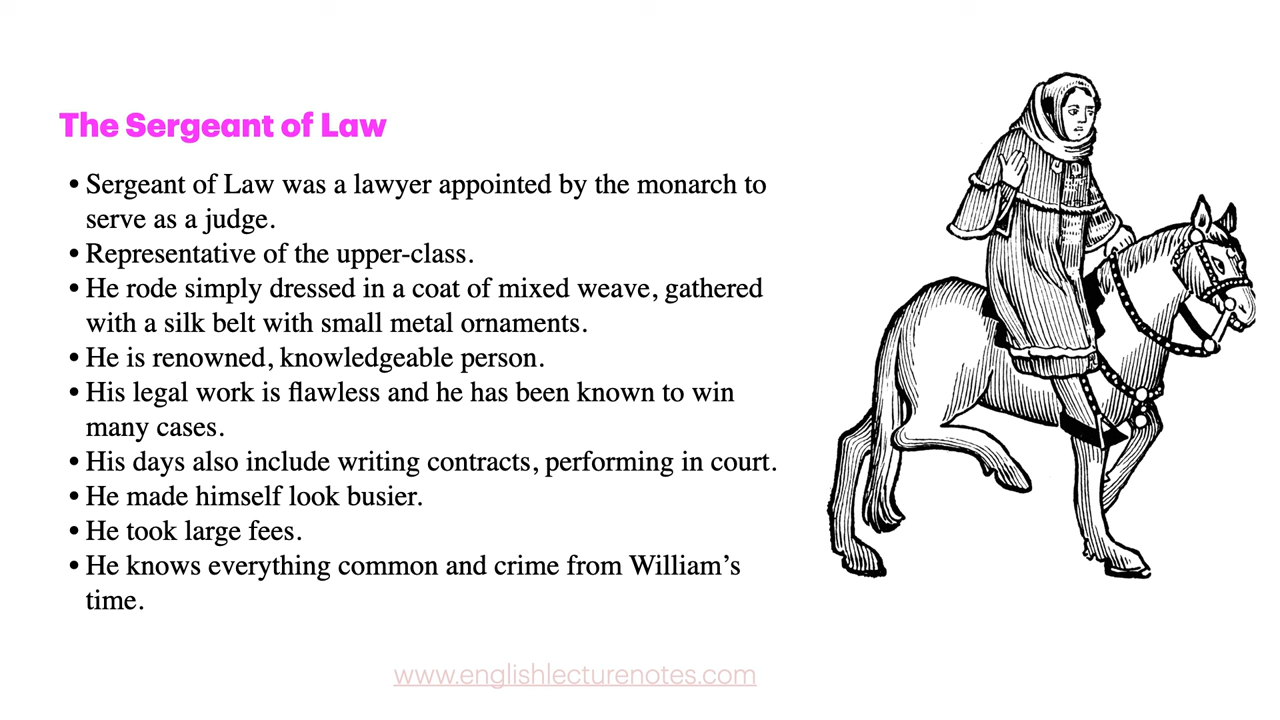 The Sergeant of Law
• Sergeant of Law was a lawyer appointed by the monarch to
serve as a judge.
• Representative of the upper-class.
• He rode simply dressed in a coat of mixed weave, gathered
with a silk belt with small metal ornaments.
• He is renowned, knowledgeable person.
• His legal work is flawless and he has been known to win
many cases.
• His days also include writing contracts, performing in court.
• He made himself look busier.
• He took large fees.
• He knows everything common and crime from William’s
time.
www.englishlecturenotes.com